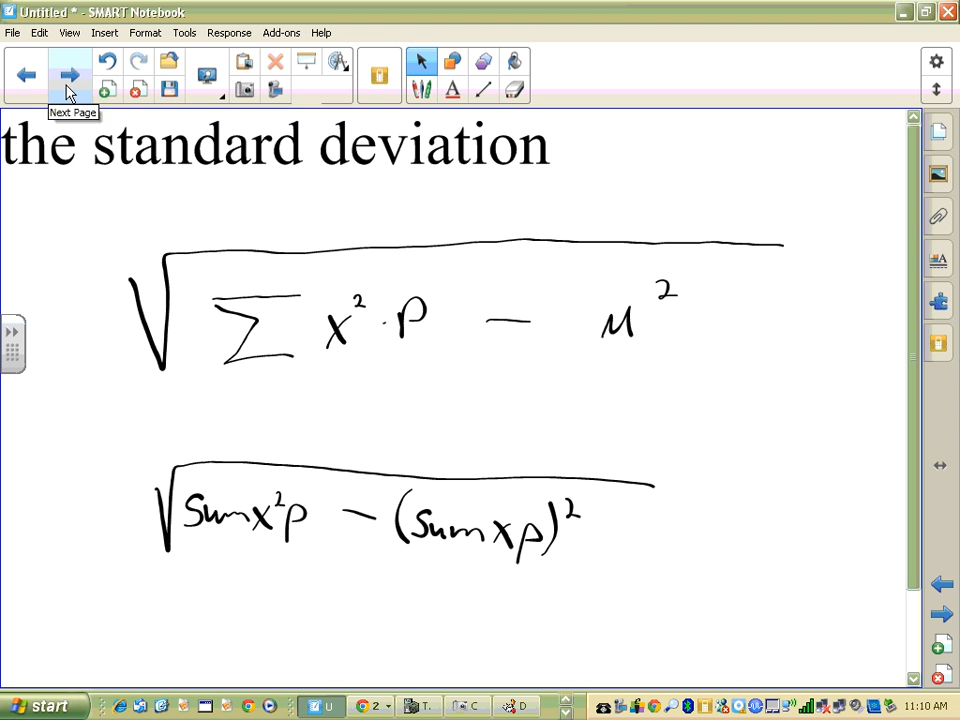 Untitled * - SMART Notebook
File Edit View Insert Format Tools Response Add-ons Help
Next Page
the standard deviation
√ ∑ x² · P − μ²
√ sum x²p − (sum xp)²
start U 2 T. C D 11:10 AM